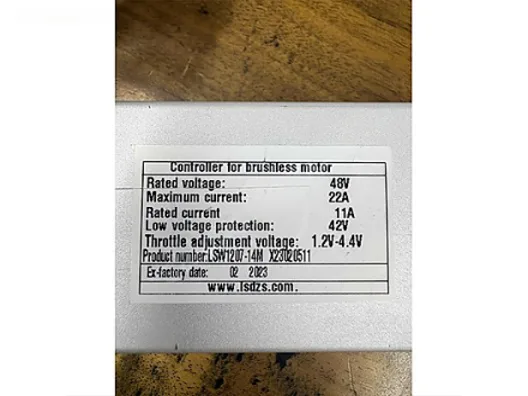 Controller for brushless motor
Rated voltage: 48V
Maximum current: 22A
Rated current 11A
Low voltage protection: 42V
Throttle adjustment voltage: 1.2V-4.4V
Product number:LSW1207-14M X23020511
Ex-factory date: 02 2023
www.lsdzs.com.